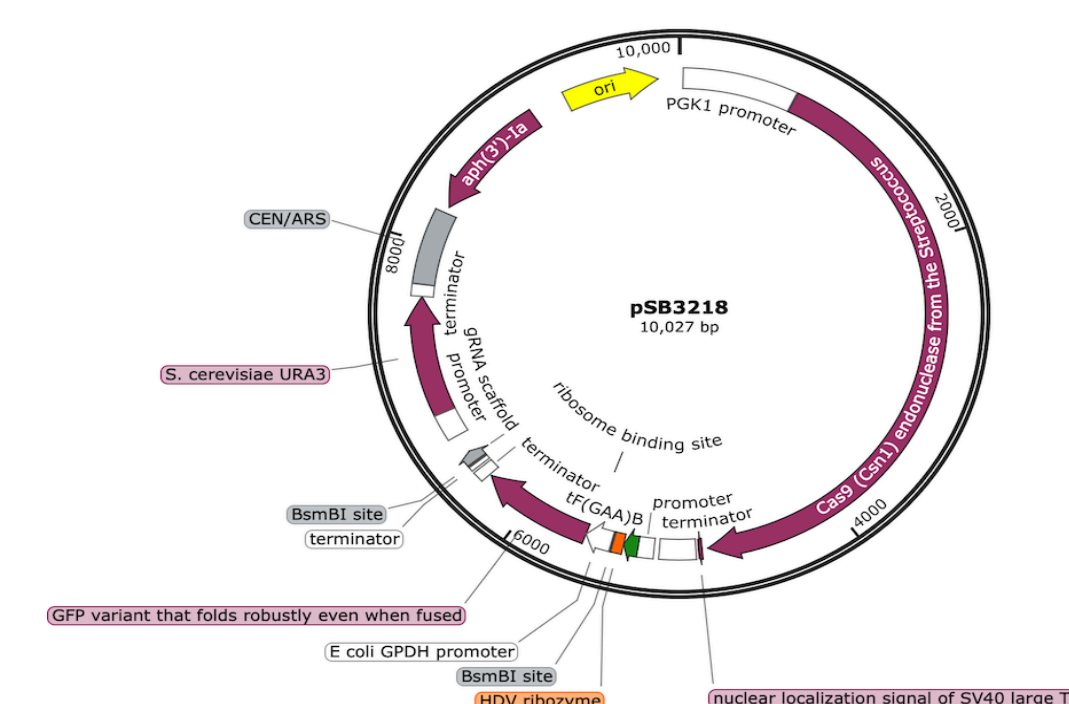 10,000
ori
PGK1 promoter
aph(3')-Ia
Cas9 (Csn1) endonuclease from the Streptococcus
2000
CEN/ARS
8000
terminator
pSB3218
10,027 bp
S. cerevisiae URA3
promoter
gRNA scaffold
ribosome binding site
terminator
tF(GAA)B
promoter
terminator
4000
BsmBI site
terminator
6000
GFP variant that folds robustly even when fused
E coli GPDH promoter
BsmBI site
HDV ribozyme
nuclear localization signal of SV40 large T